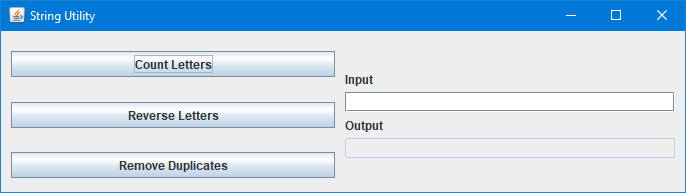 String Utility
Count Letters
Reverse Letters
Remove Duplicates
Input
Output